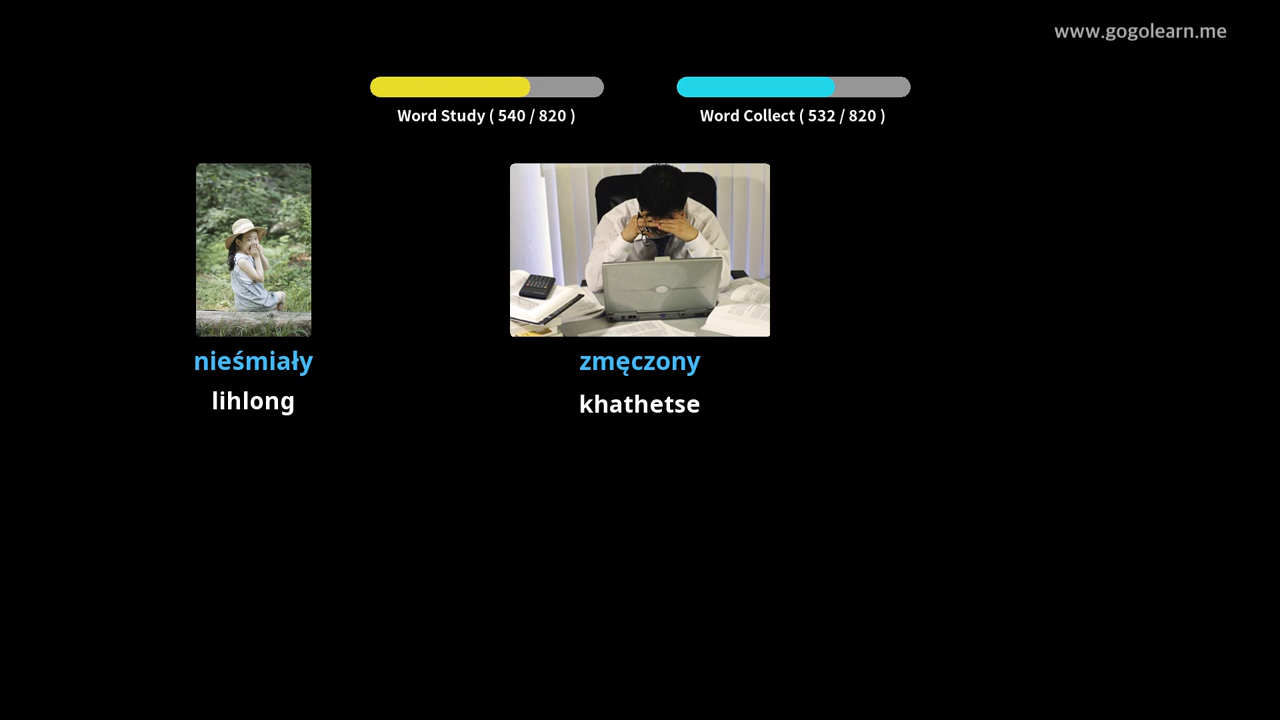 www.gogolearn.me
Word Study ( 540 / 820 )
Word Collect ( 532 / 820 )
nieśmiały
zmęczony
lihlong
khathetse